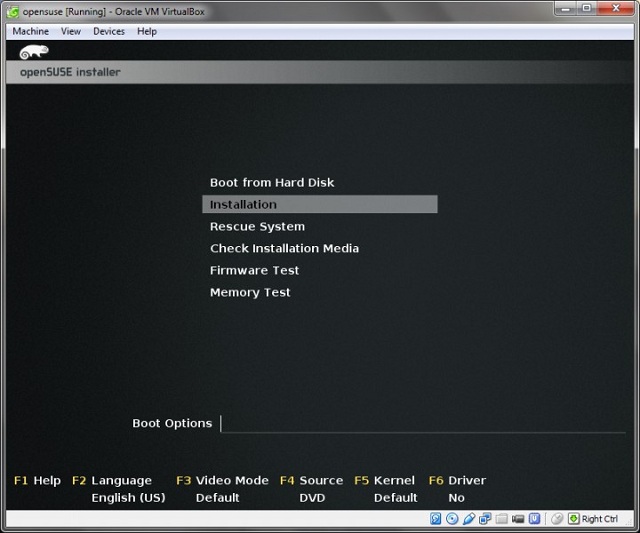 opensuse [Running] - Oracle VM VirtualBox
Machine View Devices Help
openSUSE installer
Boot from Hard Disk
Installation
Rescue System
Check Installation Media
Firmware Test
Memory Test
Boot Options
F1 Help F2 Language F3 Video Mode F4 Source F5 Kernel F6 Driver
English (US) Default DVD Default No
Right Ctrl